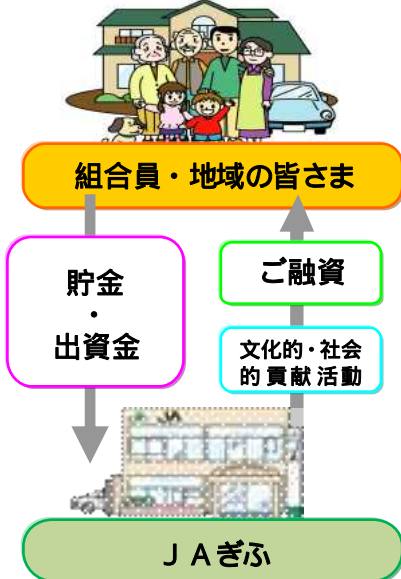 組合員・地域の皆さま
貯金
・
出資金
ご融資
文化的・社会
的貢献活動
JA
JAぎふ